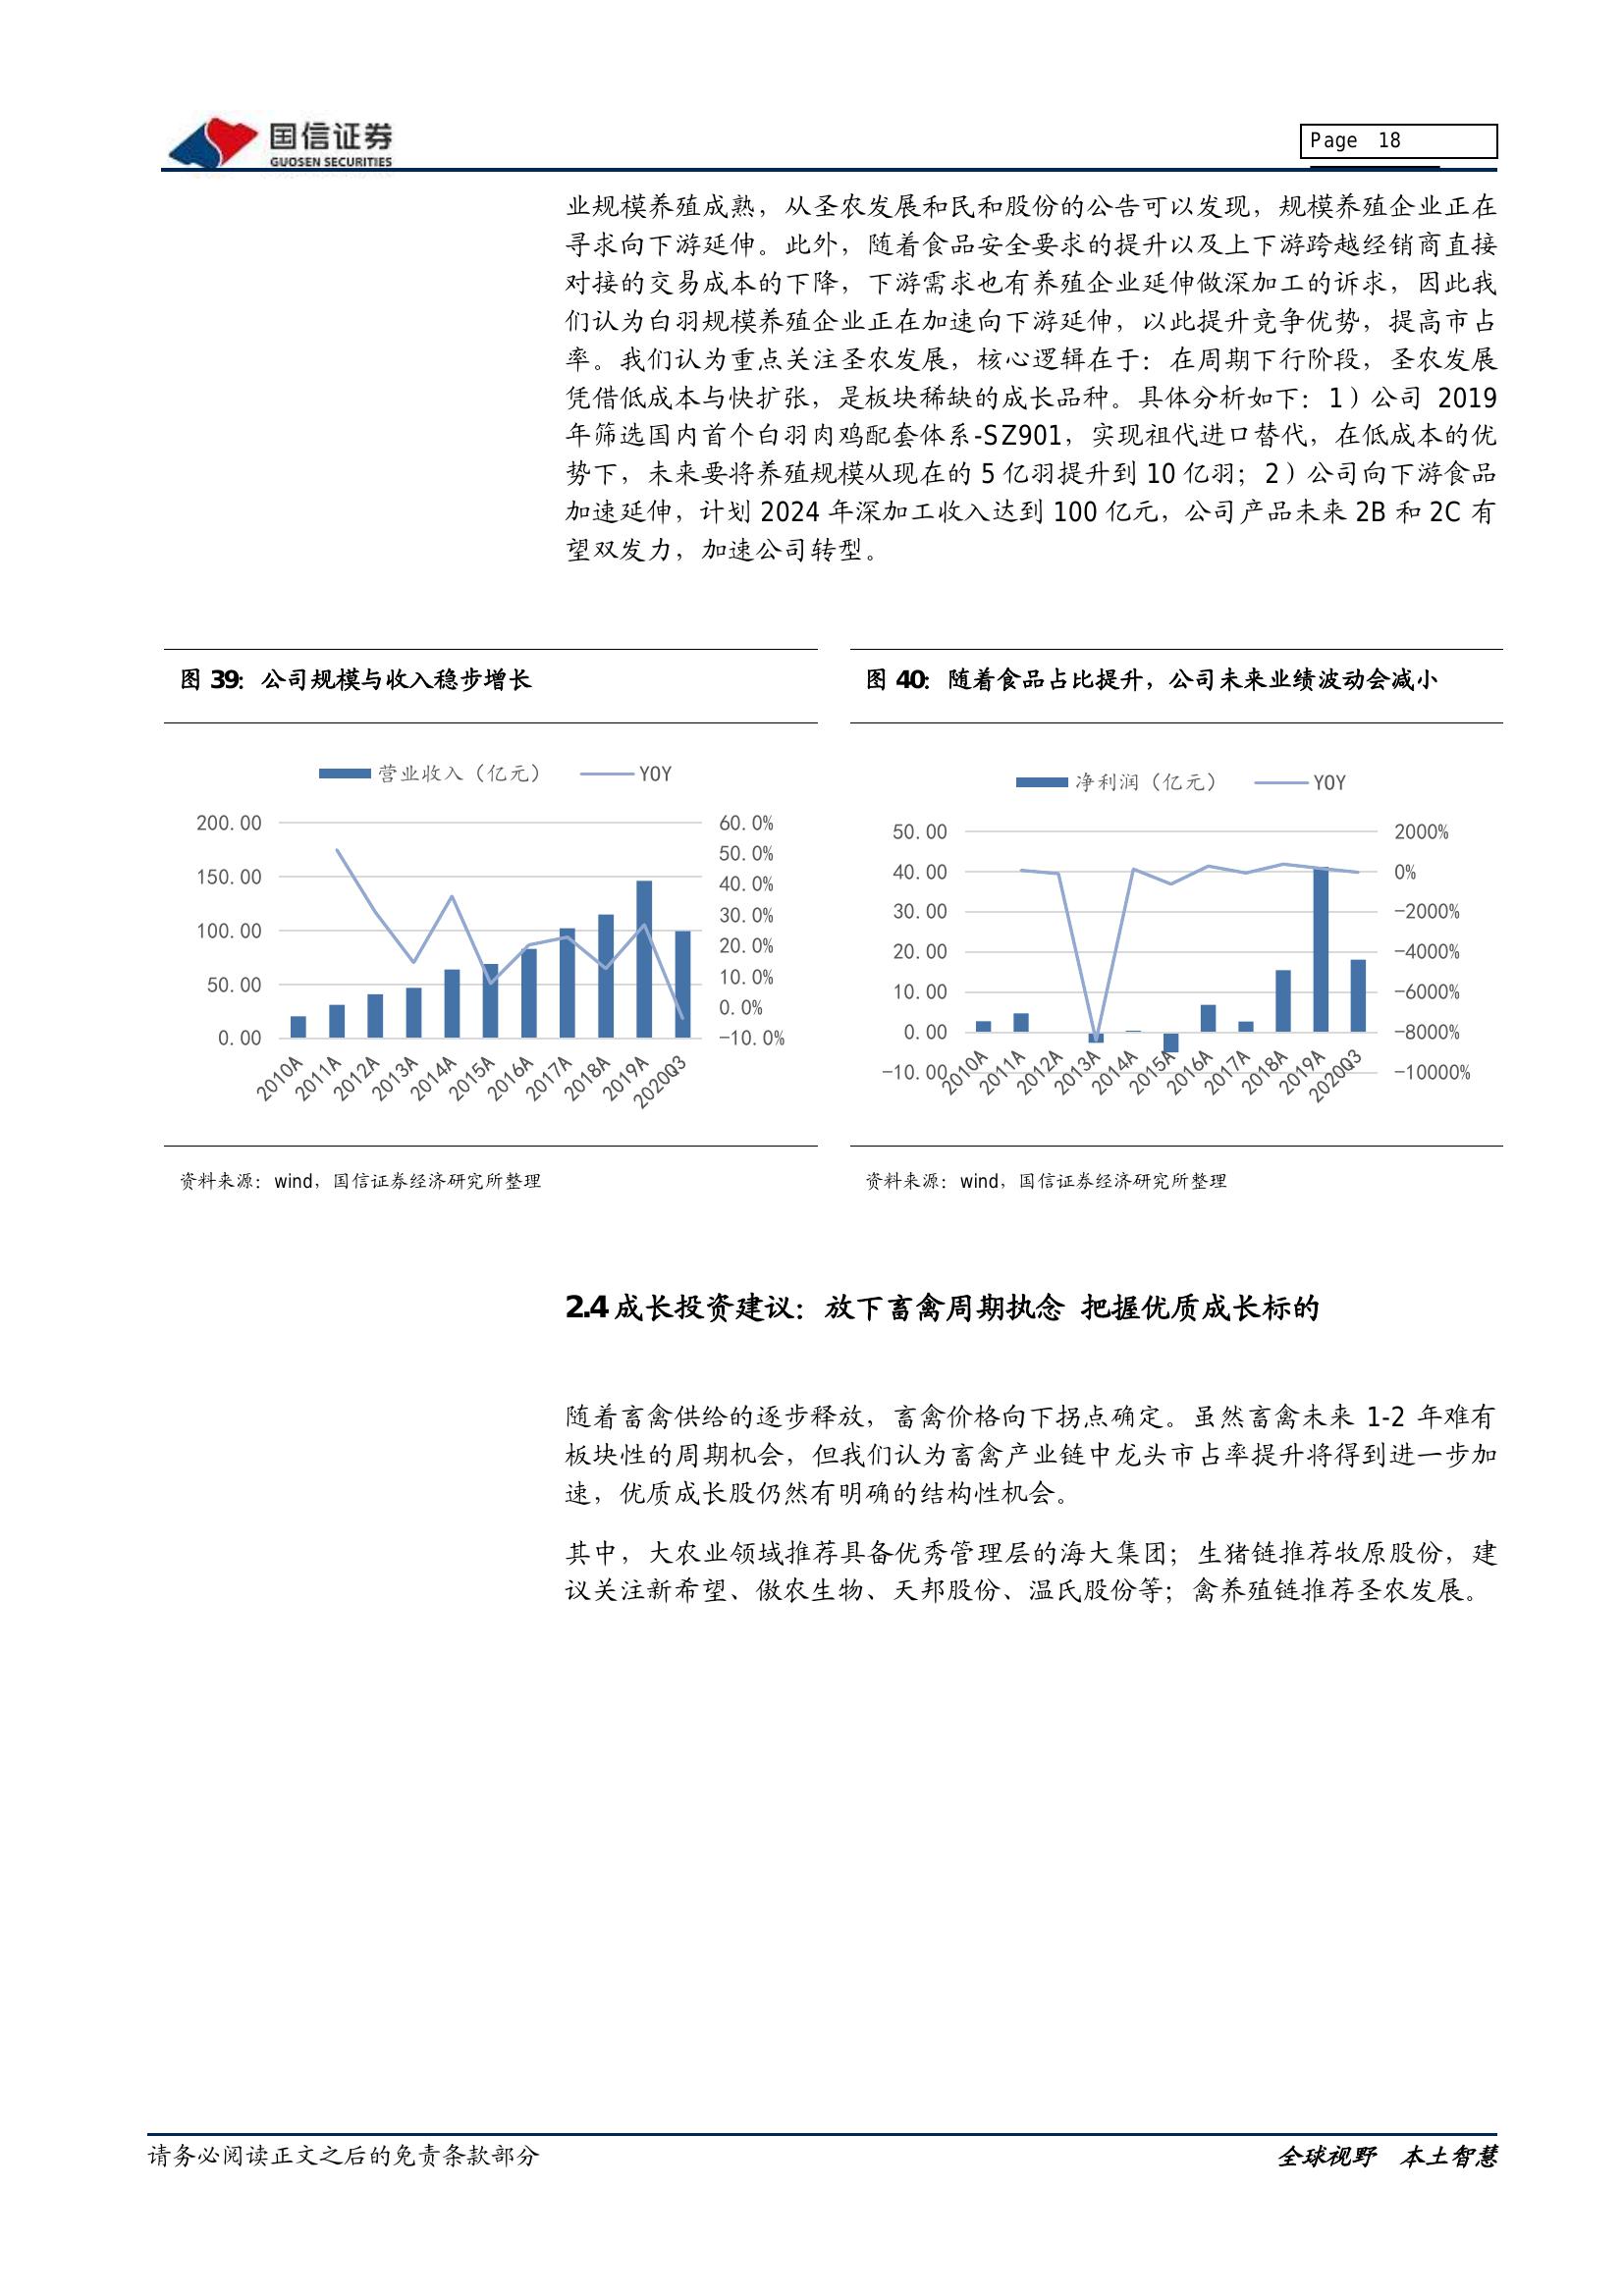 国信证券
GUOSEN SECURITIES
Page 18
业规模养殖成熟，从圣农发展和民和股份的公告可以发现，规模养殖企业正在
寻求向下游延伸。此外，随着食品安全要求的提升以及上下游跨越经销商直接
对接的交易成本的下降，下游需求也有养殖企业延伸做深加工的诉求，因此我
们认为白羽规模养殖企业正在加速向下游延伸，以此提升竞争优势，提高市占
率。我们认为重点关注圣农发展，核心逻辑在于：在周期下行阶段，圣农发展
凭借低成本与快扩张，是板块稀缺的成长品种。具体分析如下：1）公司 2019
年筛选国内首个白羽肉鸡配套体系-SZ901，实现祖代进口替代，在低成本的优
势下，未来要将养殖规模从现在的 5 亿羽提升到 10 亿羽；2）公司向下游食品
加速延伸，计划 2024 年深加工收入达到 100 亿元，公司产品未来 2B 和 2C 有
望双发力，加速公司转型。
图 39：公司规模与收入稳步增长
营业收入（亿元） YOY
200.00 60.0%
50.0%
150.00 40.0%
30.0%
100.00 20.0%
50.00 10.0%
0.0%
0.00 -10.0%
2010A 2011A 2012A 2013A 2014A 2015A 2016A 2017A 2018A 2019A 2020Q3
资料来源：wind，国信证券经济研究所整理
图 40：随着食品占比提升，公司未来业绩波动会减小
净利润（亿元） YOY
50.00 2000%
40.00 0%
30.00 -2000%
20.00 -4000%
10.00 -6000%
0.00 -8000%
-10.00 -10000%
2010A 2011A 2012A 2013A 2014A 2015A 2016A 2017A 2018A 2019A 2020Q3
资料来源：wind，国信证券经济研究所整理
2.4 成长投资建议：放下畜禽周期执念 把握优质成长标的
随着畜禽供给的逐步释放，畜禽价格向下拐点确定。虽然畜禽未来 1-2 年难有
板块性的周期机会，但我们认为畜禽产业链中龙头市占率提升将得到进一步加
速，优质成长股仍然有明确的结构性机会。
其中，大农业领域推荐具备优秀管理层的海大集团；生猪链推荐牧原股份，建
议关注新希望、傲农生物、天邦股份、温氏股份等；禽养殖链推荐圣农发展。
请务必阅读正文之后的免责条款部分
全球视野 本土智慧